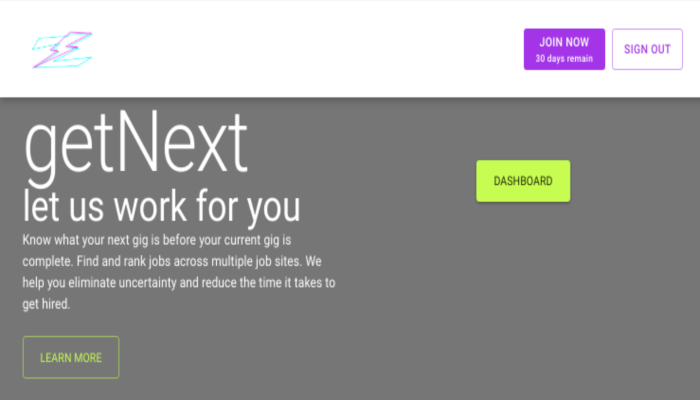 JOIN NOW
30 days remain
SIGN OUT
getNext
let us work for you
DASHBOARD
Know what your next gig is before your current gig is
complete. Find and rank jobs across multiple job sites. We
help you eliminate uncertainty and reduce the time it takes to
get hired.
LEARN MORE